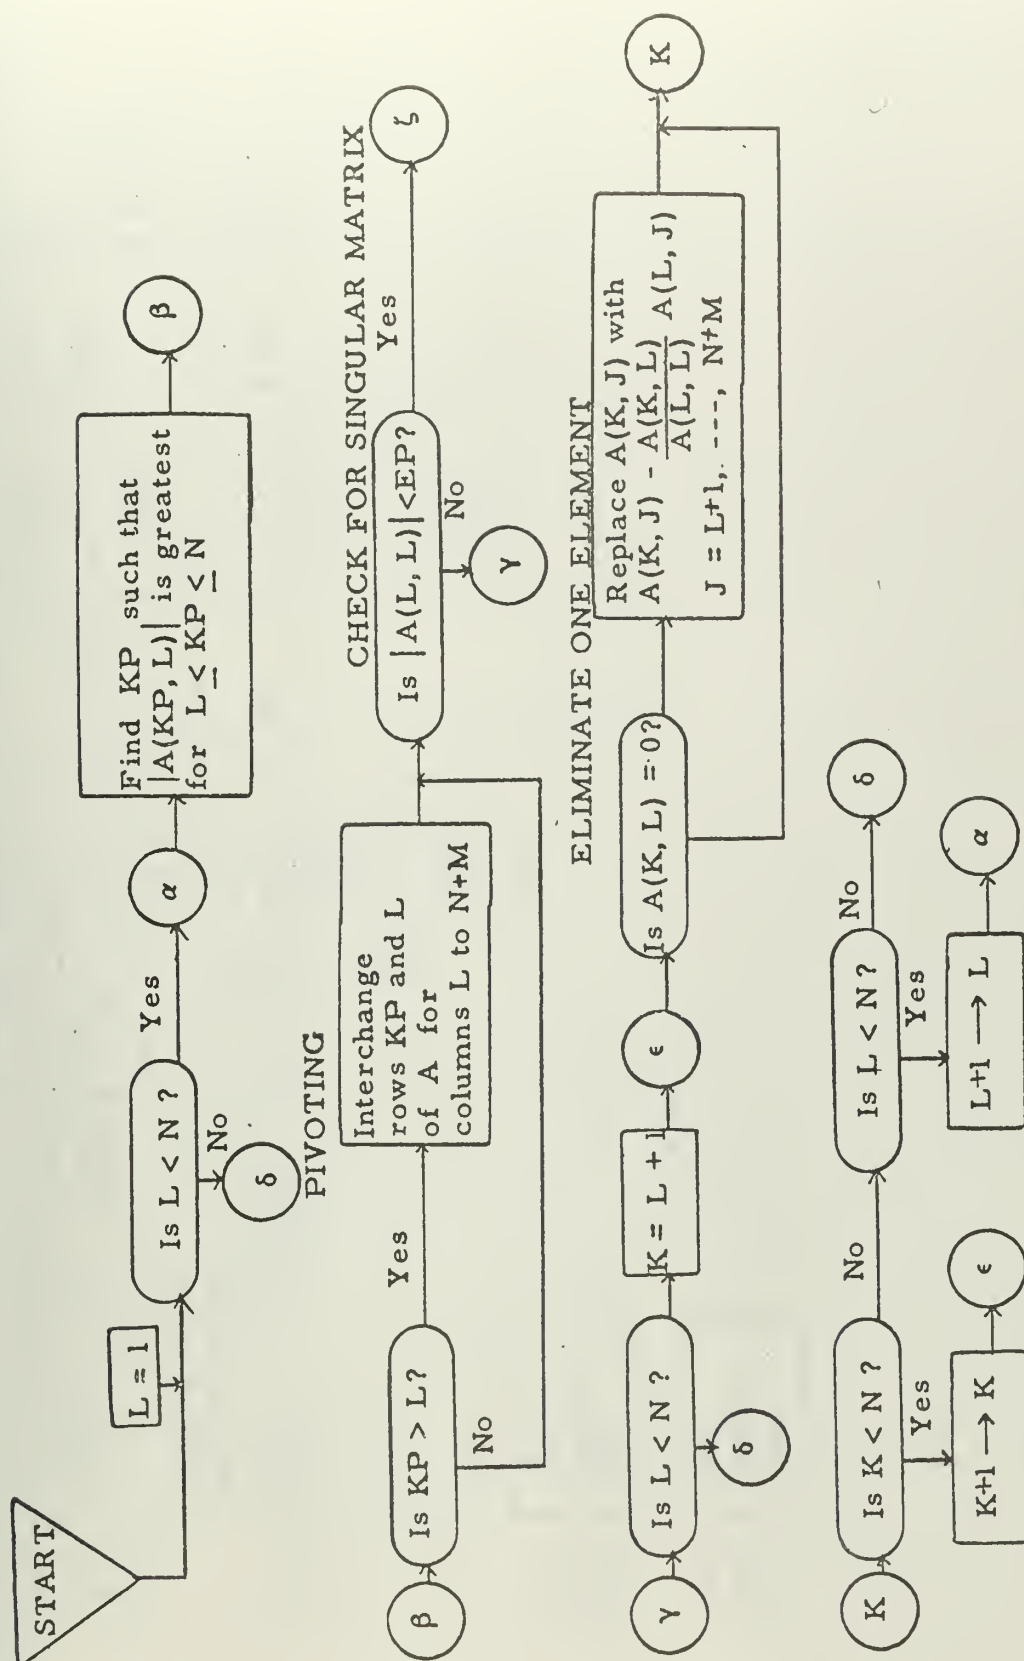 START
L = 1
Is L < N ?
Yes
No
δ
α
Find KP such that
|A(KP, L)| is greatest
for L ≤ KP ≤ N
β
PIVOTING
β
Is KP > L?
Yes
No
Interchange
rows KP and L
of A for
columns L to N+M
CHECK FOR SINGULAR MATRIX
Is |A(L, L)| <EP?
Yes
No
γ
ζ
ELIMINATE ONE ELEMENT
γ
Is L < N ?
δ
K = L + 1
ϵ
Is A(K, L) = 0?
Replace A(K, J) with
A(K, J) - A(K, L) A(L, J)
A(L, L)
J = L+1, ---, N+M
K
K
Is K < N ?
No
Yes
K+1 → K
ϵ
Is L < N?
No
Yes
δ
L+1 → L
α